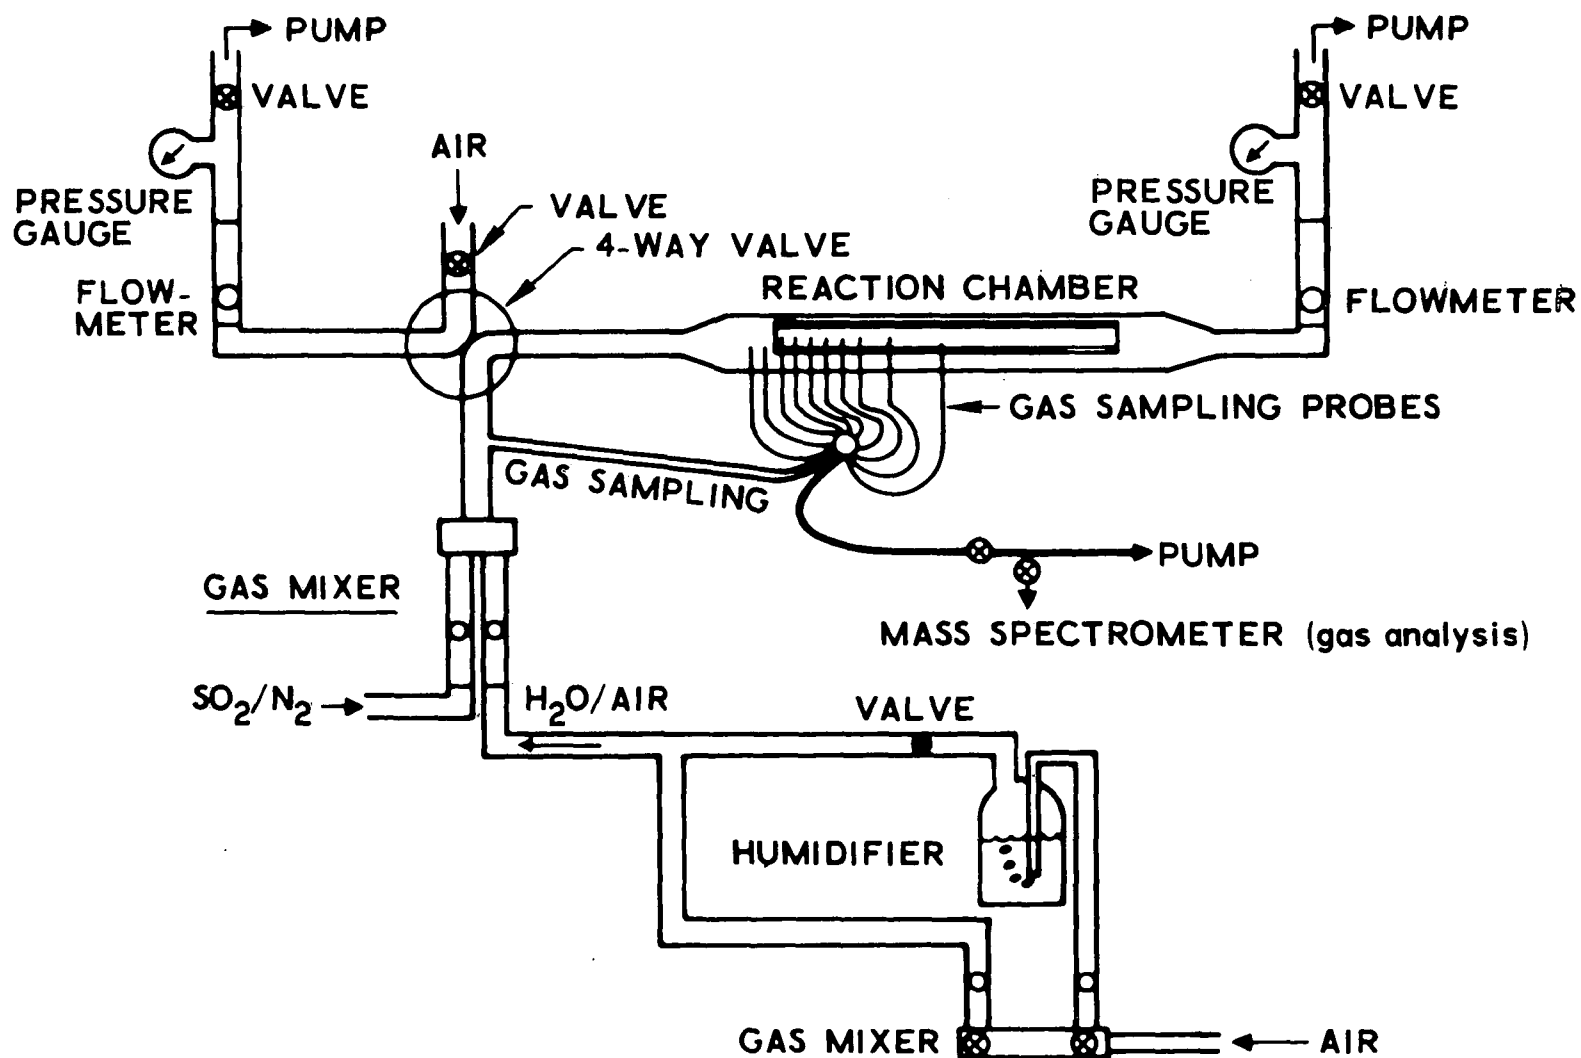 PUMP
PUMP
VALVE
VALVE
AIR
PRESSURE
GAUGE
VALVE
4-WAY VALVE
PRESSURE
GAUGE
FLOW-
METER
REACTION CHAMBER
FLOWMETER
GAS SAMPLING PROBES
GAS SAMPLING
PUMP
GAS MIXER
MASS SPECTROMETER (gas analysis)
SO₂/N₂
H₂O/AIR
VALVE
HUMIDIFIER
GAS MIXER
AIR